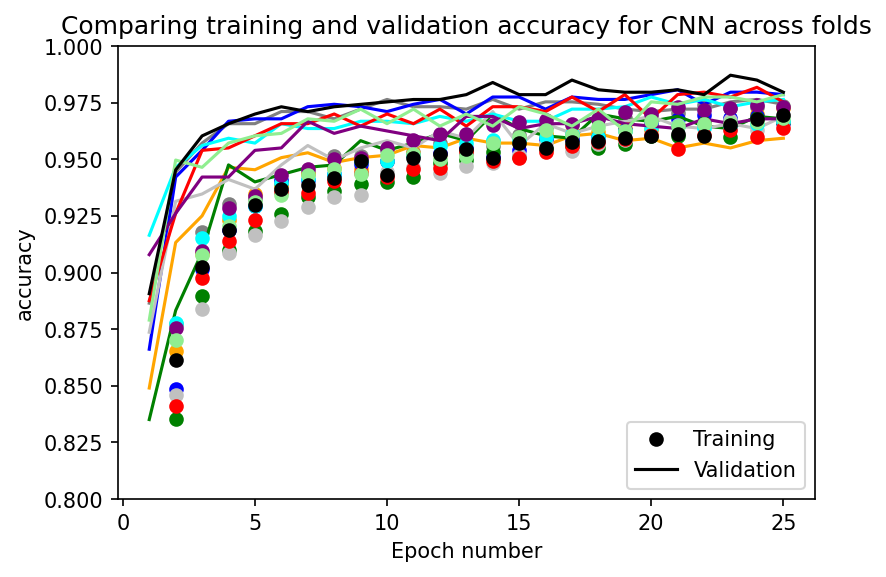 Comparing training and validation accuracy for CNN across folds
1.000
0.975
0.950
0.925
0.900
0.875
0.850
0.825
0.800
accuracy
Training
Validation
0 5 10 15 20 25
Epoch number